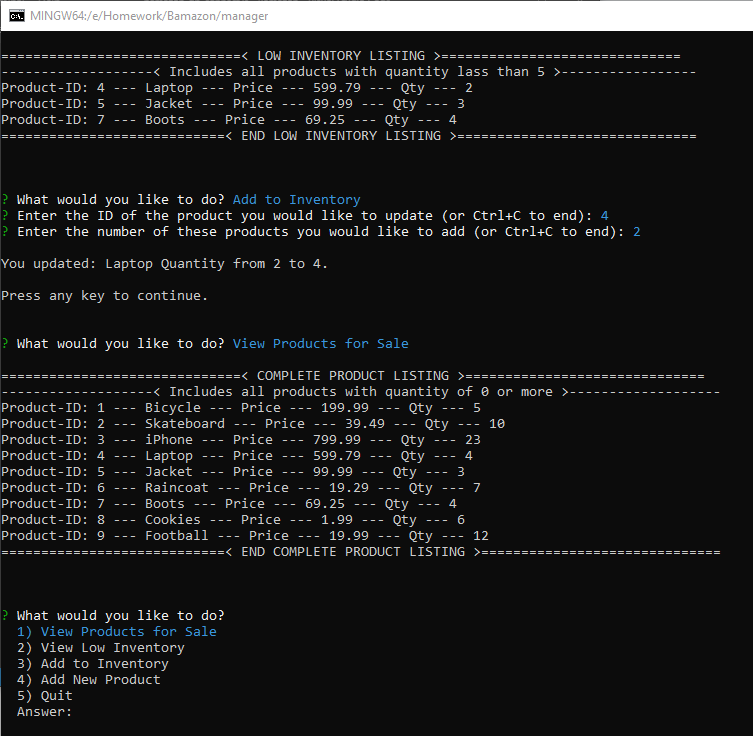 MINGW64:/e/Homework/Bamazon/manager
==============================< LOW INVENTORY LISTING >==============================
-------------------< Includes all products with quantity lass than 5 >-----------------
Product-ID: 4 --- Laptop --- Price --- 599.79 --- Qty --- 2
Product-ID: 5 --- Jacket --- Price --- 99.99 --- Qty --- 3
Product-ID: 7 --- Boots --- Price --- 69.25 --- Qty --- 4
============================< END LOW INVENTORY LISTING >==============================
? What would you like to do? Add to Inventory
? Enter the ID of the product you would like to update (or Ctrl+C to end): 4
? Enter the number of these products you would like to add (or Ctrl+C to end): 2
You updated: Laptop Quantity from 2 to 4.
Press any key to continue.
? What would you like to do? View Products for Sale
==============================< COMPLETE PRODUCT LISTING >==============================
-------------------< Includes all products with quantity of 0 or more >-------------------
Product-ID: 1 --- Bicycle --- Price --- 199.99 --- Qty --- 5
Product-ID: 2 --- Skateboard --- Price --- 39.49 --- Qty --- 10
Product-ID: 3 --- iPhone --- Price --- 799.99 --- Qty --- 23
Product-ID: 4 --- Laptop --- Price --- 599.79 --- Qty --- 4
Product-ID: 5 --- Jacket --- Price --- 99.99 --- Qty --- 3
Product-ID: 6 --- Raincoat --- Price --- 19.29 --- Qty --- 7
Product-ID: 7 --- Boots --- Price --- 69.25 --- Qty --- 4
Product-ID: 8 --- Cookies --- Price --- 1.99 --- Qty --- 6
Product-ID: 9 --- Football --- Price --- 19.99 --- Qty --- 12
============================< END COMPLETE PRODUCT LISTING >==============================
? What would you like to do?
1) View Products for Sale
2) View Low Inventory
3) Add to Inventory
4) Add New Product
5) Quit
Answer: